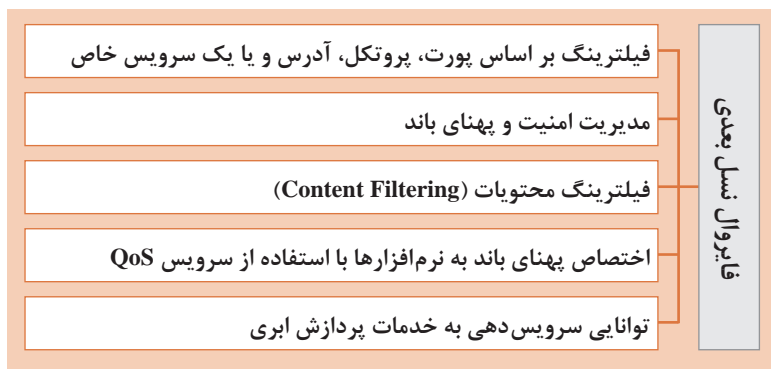 فایروال نسل بعدی
فیلترینگ بر اساس پورت، پروتکل، آدرس و یا یک سرویس خاص
مدیریت امنیت و پهنای باند
فیلترینگ محتویات (Content Filtering)
اختصاص پهنای باند به نرم‌افزارها با استفاده از سرویس QoS
توانایی سرویس‌دهی به خدمات پردازش ابری